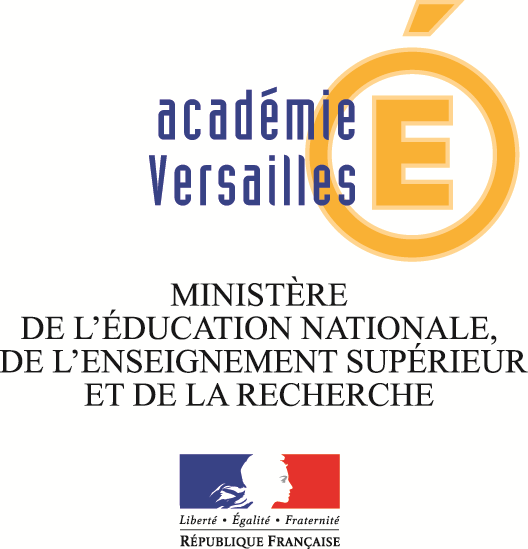 académie
Versailles
É
MINISTÈRE
DE L’ÉDUCATION NATIONALE,
DE L’ENSEIGNEMENT SUPÉRIEUR
ET DE LA RECHERCHE
Liberté • Égalité • Fraternité
RÉPUBLIQUE FRANÇAISE